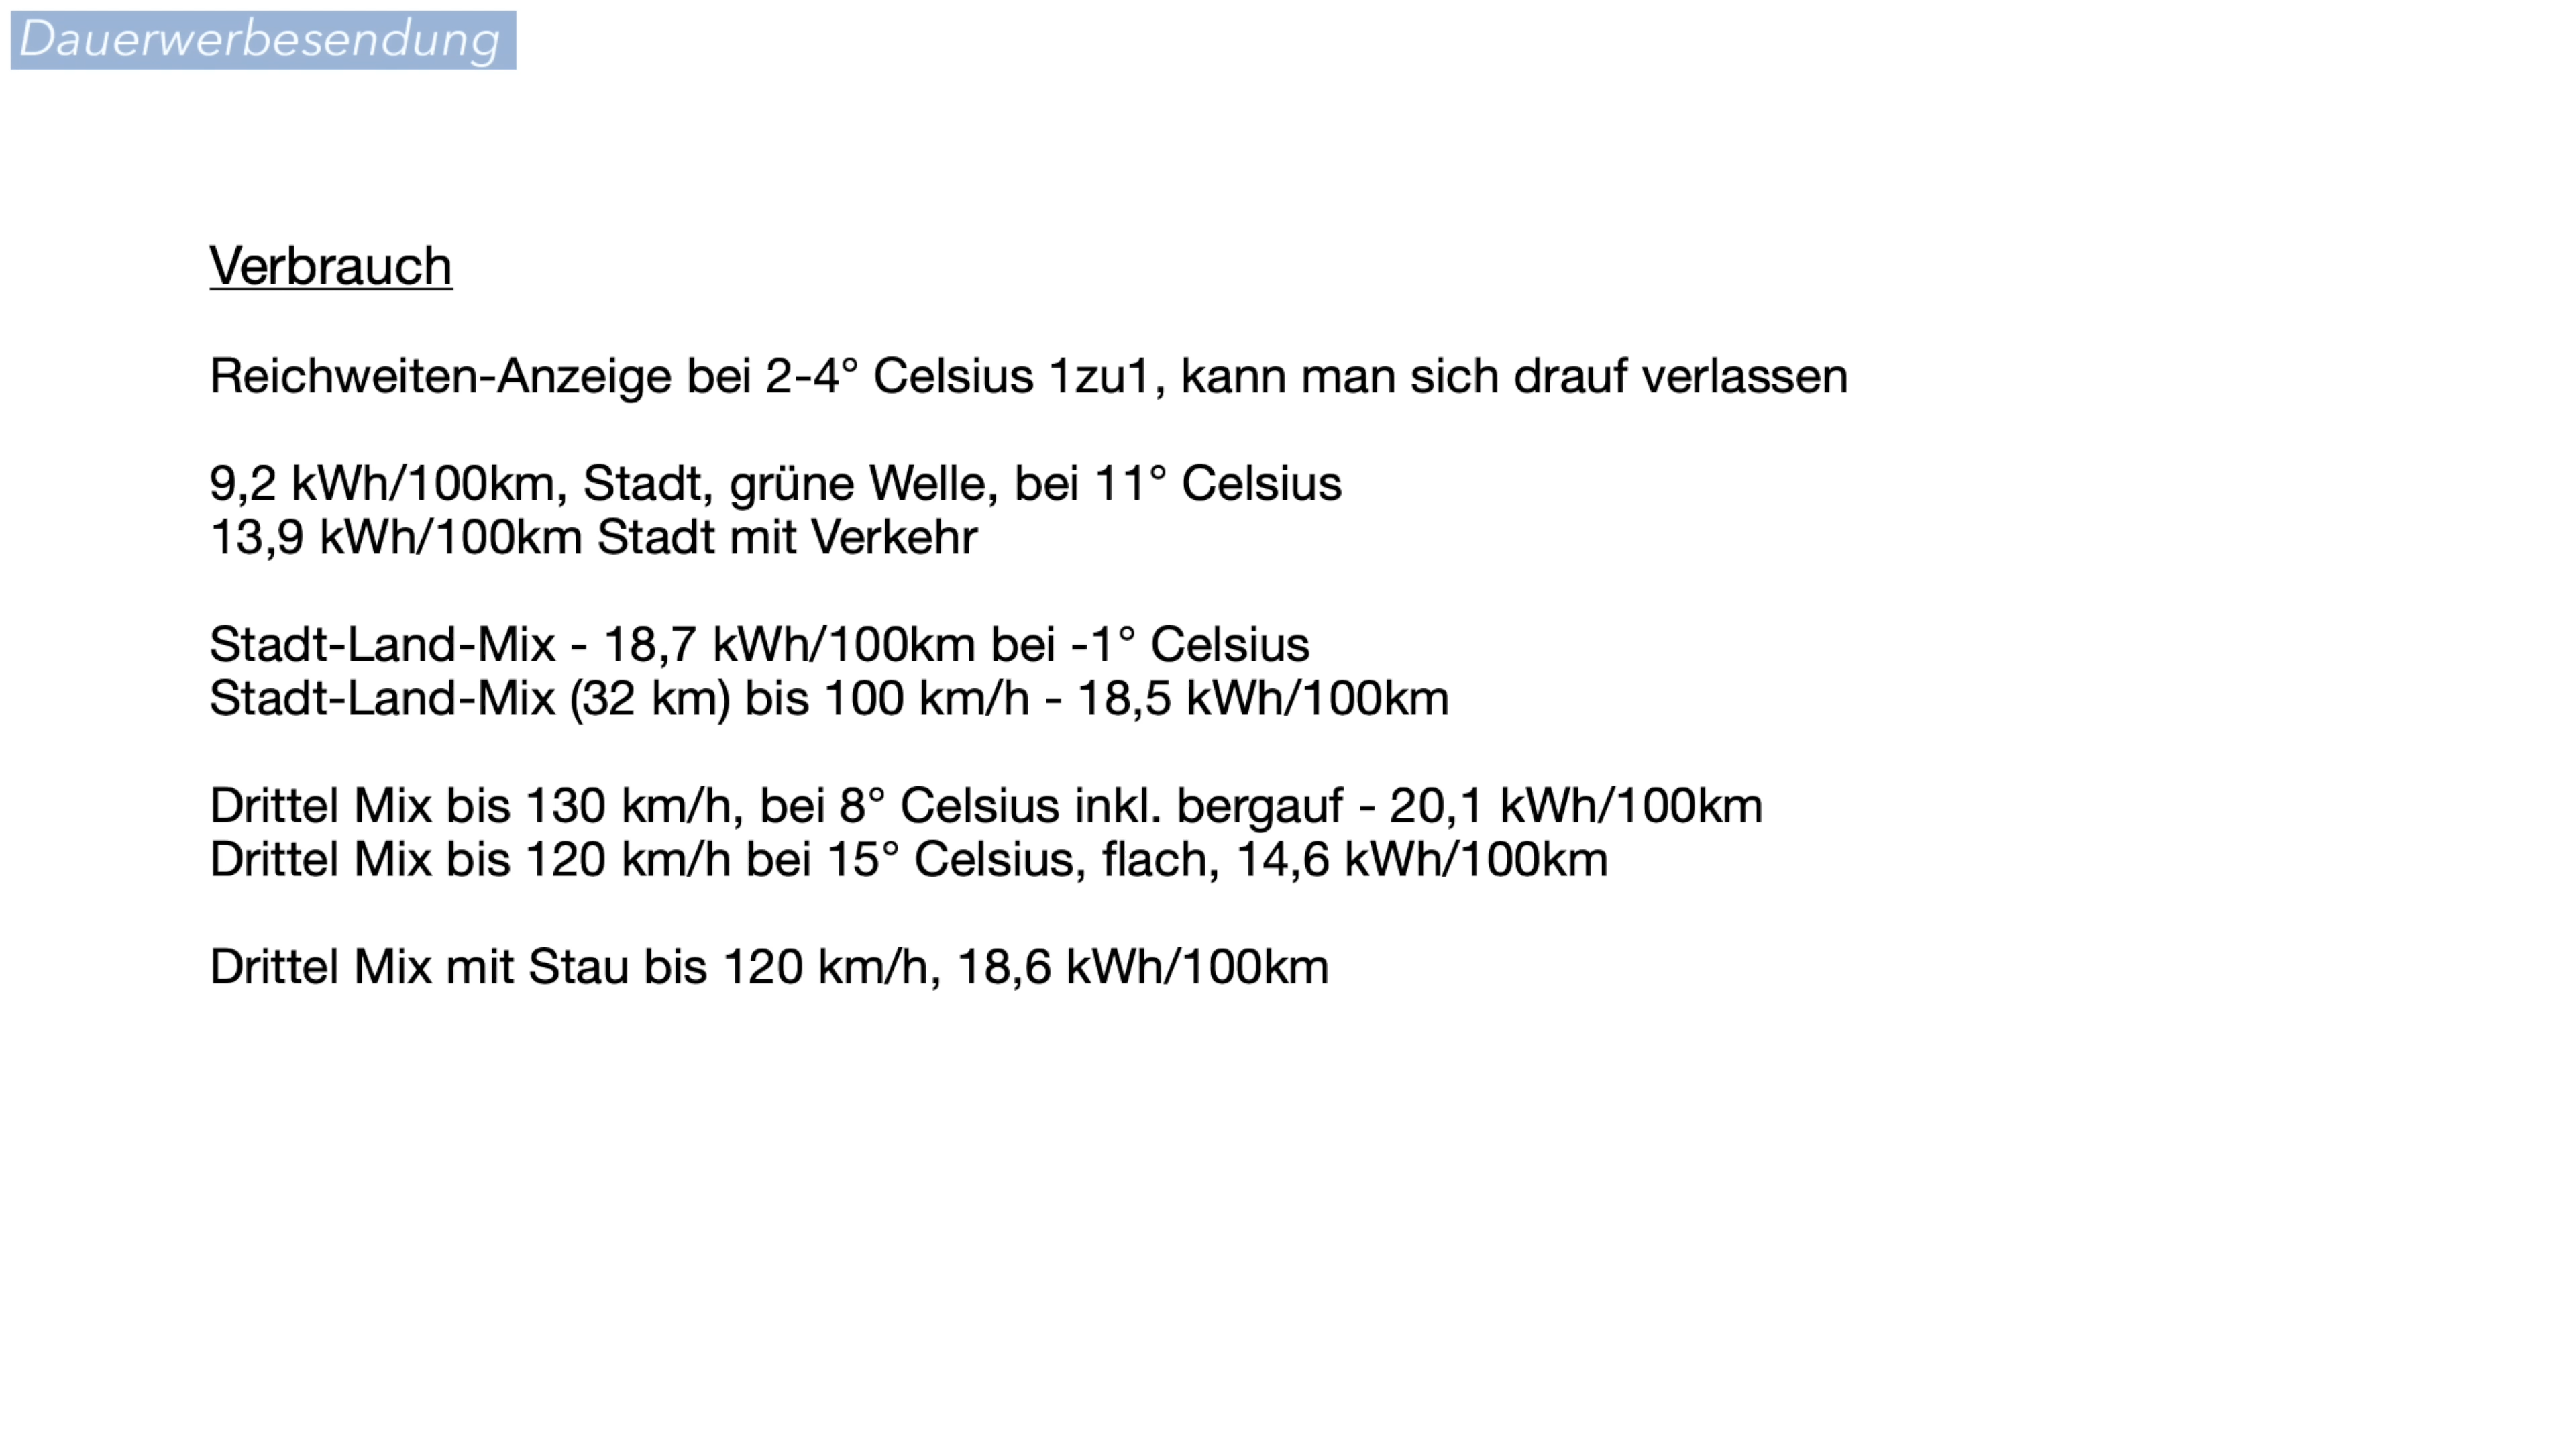 Dauerwerbesendung
Verbrauch
Reichweiten-Anzeige bei 2-4° Celsius 1zu1, kann man sich drauf verlassen
9,2 kWh/100km, Stadt, grüne Welle, bei 11° Celsius
13,9 kWh/100km Stadt mit Verkehr
Stadt-Land-Mix - 18,7 kWh/100km bei -1° Celsius
Stadt-Land-Mix (32 km) bis 100 km/h - 18,5 kWh/100km
Drittel Mix bis 130 km/h, bei 8° Celsius inkl. bergauf - 20,1 kWh/100km
Drittel Mix bis 120 km/h bei 15° Celsius, flach, 14,6 kWh/100km
Drittel Mix mit Stau bis 120 km/h, 18,6 kWh/100km